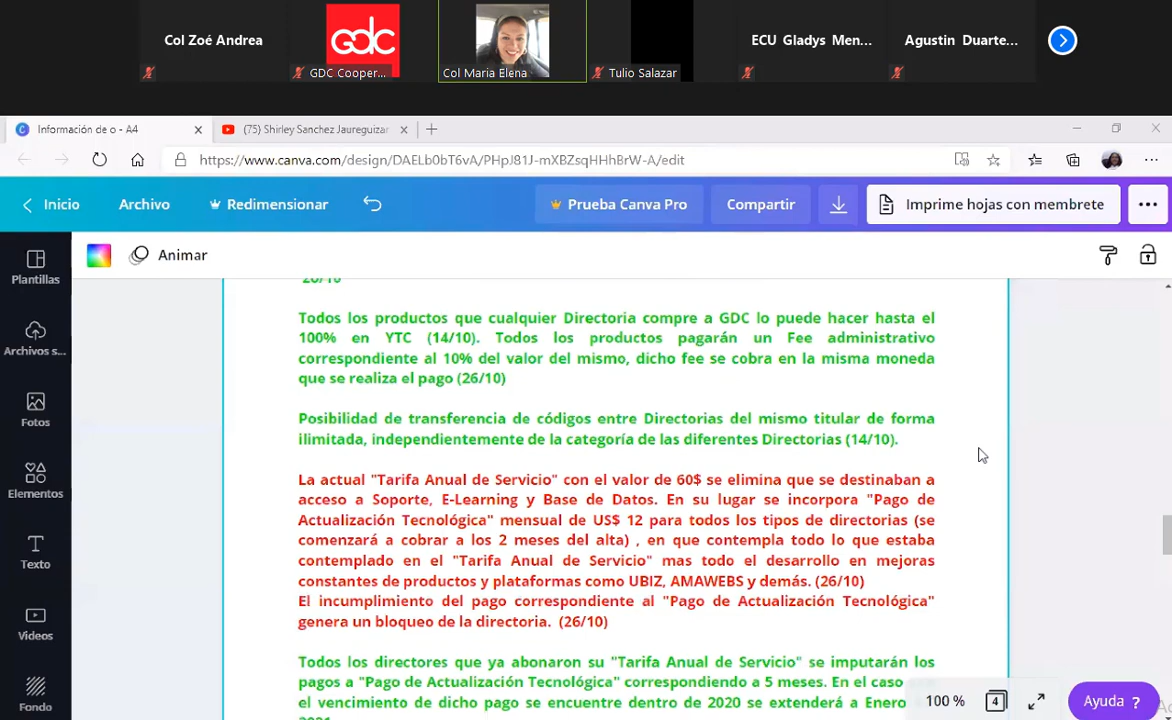 Col Zoé Andrea
gdc
GDC Cooper...
Col Maria Elena
Tulio Salazar
ECU Gladys Men...
Agustin Duarte...
Información de o - A4
(75) Shirley Sanchez Jaureguizar
https://www.canva.com/design/DAELb0bT6vA/PHpJ81J-mXBZsqHHhBrW-A/edit
Inicio
Archivo
Redimensionar
Prueba Canva Pro
Compartir
Imprime hojas con membrete
Animar
Plantillas
Archivos s...
Fotos
Elementos
Texto
Videos
Fondo
Todos los productos que cualquier Directoria compre a GDC lo puede hacer hasta el
100% en YTC (14/10). Todos los productos pagarán un Fee administrativo
correspondiente al 10% del valor del mismo, dicho fee se cobra en la misma moneda
que se realiza el pago (26/10)
Posibilidad de transferencia de códigos entre Directorias del mismo titular de forma
ilimitada, independientemente de la categoría de las diferentes Directorias (14/10).
La actual "Tarifa Anual de Servicio" con el valor de 60$ se elimina que se destinaban a
acceso a Soporte, E-Learning y Base de Datos. En su lugar se incorpora "Pago de
Actualización Tecnológica" mensual de US$ 12 para todos los tipos de directorias (se
comenzará a cobrar a los 2 meses del alta) , en que contempla todo lo que estaba
contemplado en el "Tarifa Anual de Servicio" mas todo el desarrollo en mejoras
constantes de productos y plataformas como UBIZ, AMAWEBS y demás. (26/10)
El incumplimiento del pago correspondiente al "Pago de Actualización Tecnológica"
genera un bloqueo de la directoria. (26/10)
Todos los directores que ya abonaron su "Tarifa Anual de Servicio" se imputarán los
pagos a "Pago de Actualización Tecnológica" correspondiendo a 5 meses. En el caso
el vencimiento de dicho pago se encuentre dentro de 2020 se extenderá a Enero
100 %
4
Ayuda ?